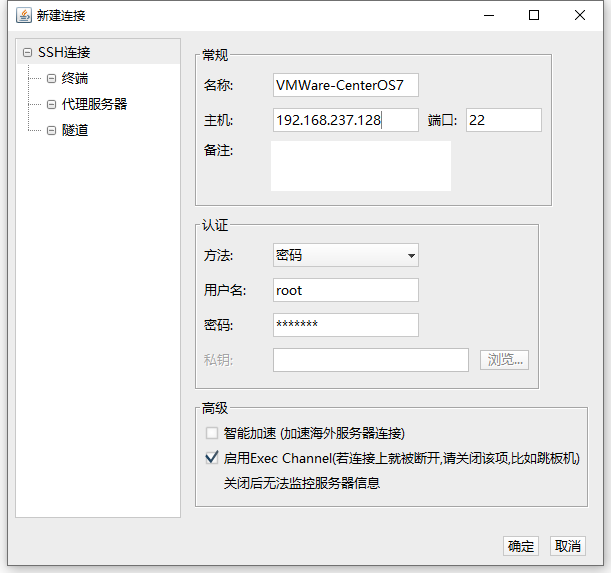 新建连接
SSH连接
终端
代理服务器
隧道
常规
名称: VMWare-CenterOS7
主机: 192.168.237.128 端口: 22
备注:
认证
方法: 密码
用户名: root
密码: *******
私钥: 浏览...
高级
智能加速 (加速海外服务器连接)
启用Exec Channel(若连接上就被断开,请关闭该项,比如跳板机)
关闭后无法监控服务器信息
确定 取消